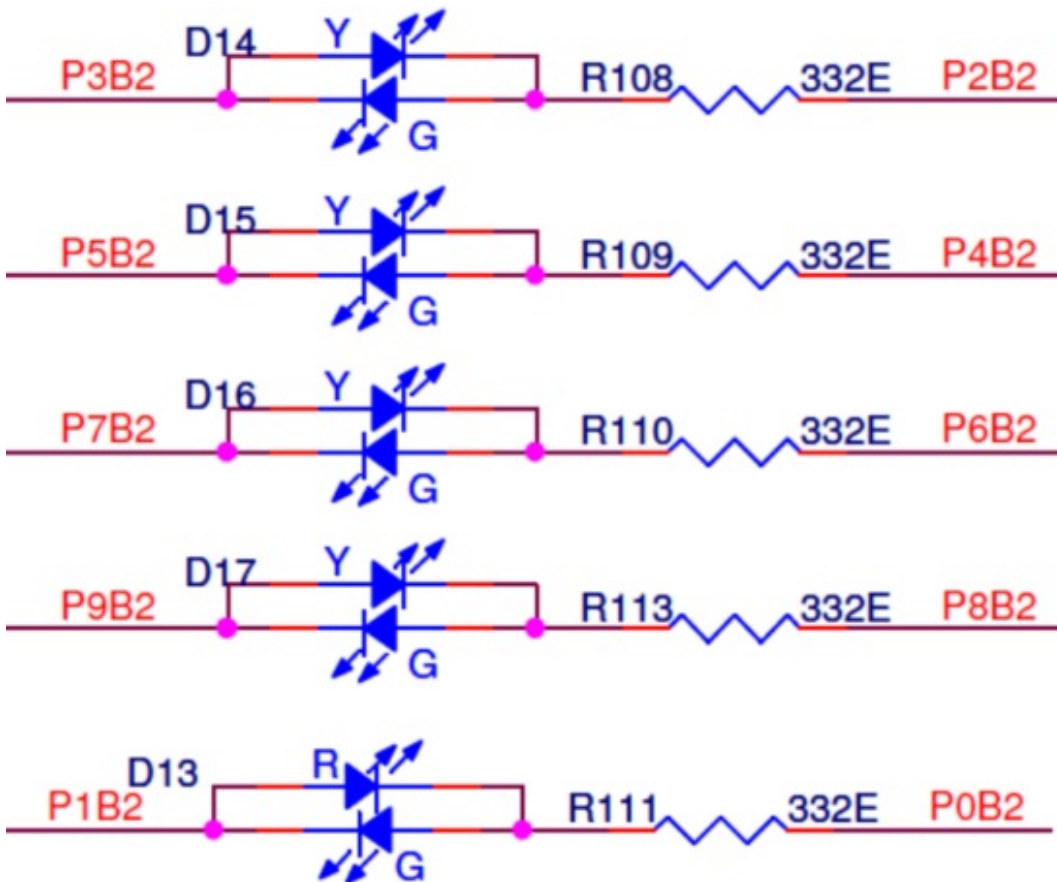 D14 Y
P3B2 R108 332E P2B2
G
D15 Y
P5B2 R109 332E P4B2
G
D16 Y
P7B2 R110 332E P6B2
G
D17 Y
P9B2 R113 332E P8B2
G
D13 R
P1B2 R111 332E P0B2
G